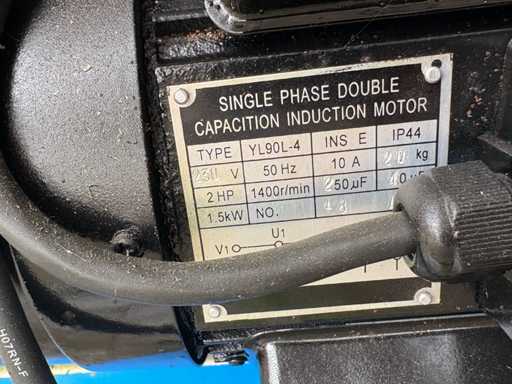 SINGLE PHASE DOUBLE
CAPACITION INDUCTION MOTOR
TYPE YL90L-4 INS E IP44
230 V 50 Hz 10 A 20 kg
2 HP 1400r/min 250μF 40μF
1.5kW NO.
U1
V1
H07RN-F